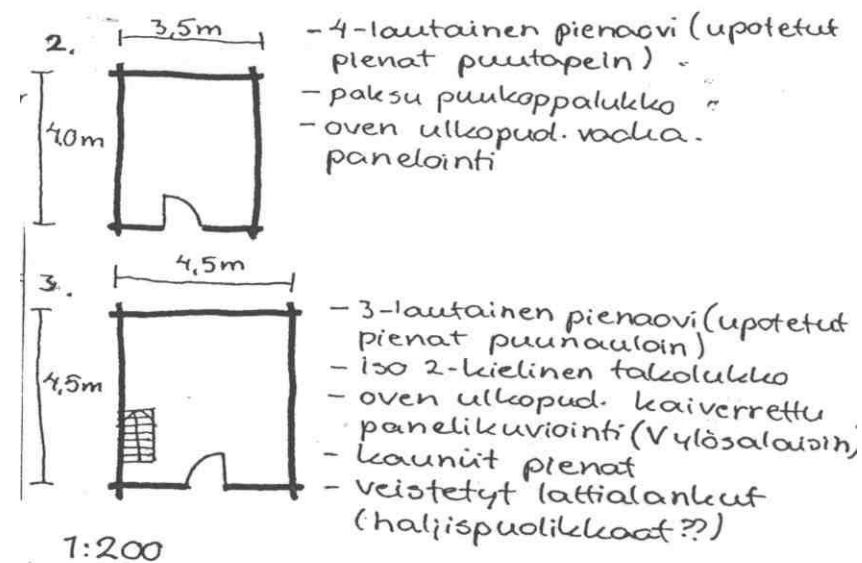 2.
3,5m
4.0m
- 4-lautainen pienaovi (upotetut
pienat puutapein)
- paksu puukoppalukko
- oven ulkopuol. vaaka.
panelointi
3.
4,5m
4,5m
- 3-lautainen pienaovi (upotetut
pienat puunauloin)
- iso 2-kielinen takolukko
- oven ulkopuol. kaiverrettu
panelikuviointi (V ylösalaisin)
- kauniit pienat
- veistetyt lattialankut
(haljispuolikkaat??)
1:200